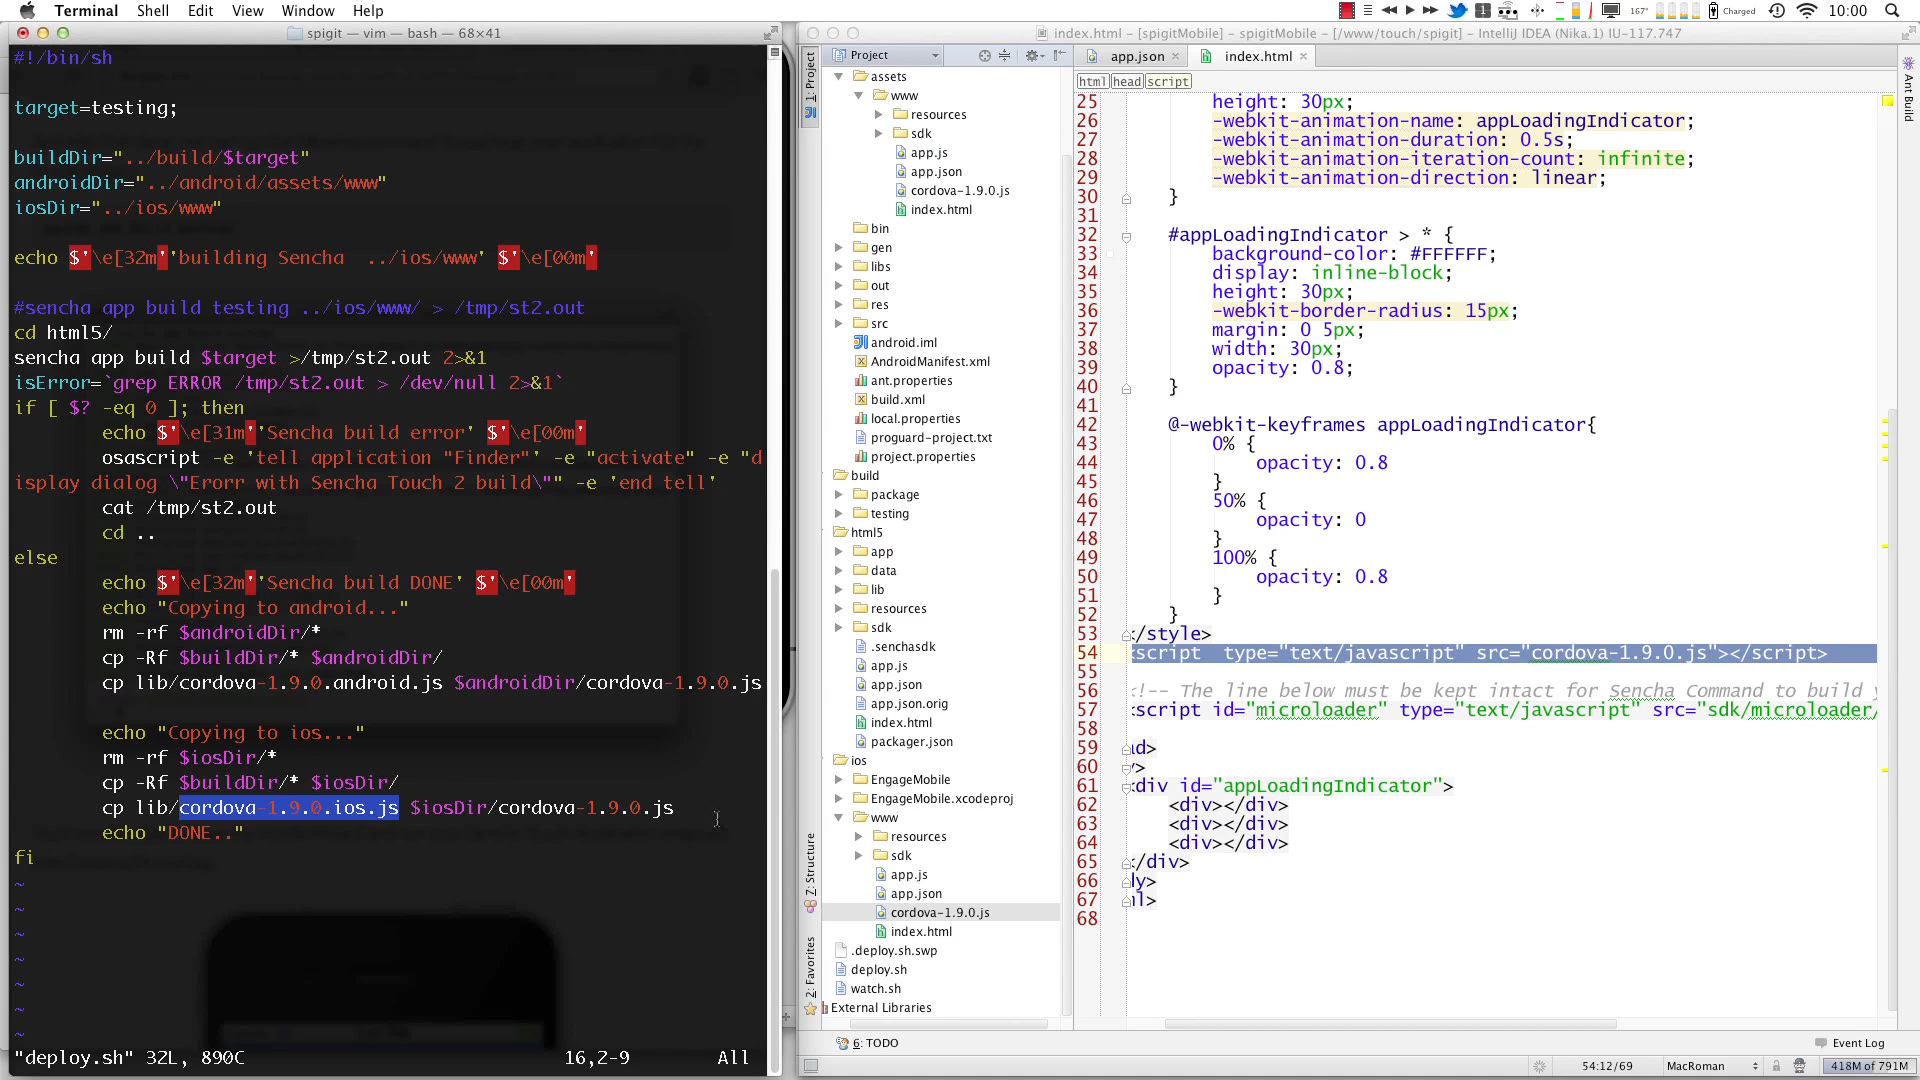 Terminal Shell Edit View Window Help
167° Charged 10:00
spigit — vim — bash — 68×41
#!/bin/sh
target=testing;
buildDir="../build/$target"
androidDir="../android/assets/www"
iosDir="../ios/www"
echo $'\e[32m''building Sencha  ../ios/www' $'\e[00m'
#sencha app build testing ../ios/www/ > /tmp/st2.out
cd html5/
sencha app build $target >/tmp/st2.out 2>&1
isError=`grep ERROR /tmp/st2.out > /dev/null 2>&1`
if [ $? -eq 0 ]; then
echo $'\e[31m''Sencha build error' $'\e[00m'
osascript -e 'tell application "Finder"' -e "activate" -e "d
isplay dialog \"Erorr with Sencha Touch 2 build\"" -e 'end tell'
cat /tmp/st2.out
cd ..
else
echo $'\e[32m''Sencha build DONE' $'\e[00m'
echo "Copying to android..."
rm -rf $androidDir/*
cp -Rf $buildDir/* $androidDir/
cp lib/cordova-1.9.0.android.js $androidDir/cordova-1.9.0.js
echo "Copying to ios..."
rm -rf $iosDir/*
cp -Rf $buildDir/* $iosDir/
cp lib/cordova-1.9.0.ios.js $iosDir/cordova-1.9.0.js
echo "DONE.."
fi
~
~
~
~
~
~
~
"deploy.sh" 32L, 890C 16,2-9 All
index.html – [spigitMobile] – spigitMobile – [/www/touch/spigit] – IntelliJ IDEA (Nika.1) IU-117.747
1: Project
Z: Structure
2: Favorites
Project
assets
www
resources
sdk
app.js
app.json
cordova-1.9.0.js
index.html
bin
gen
libs
out
res
src
android.iml
AndroidManifest.xml
ant.properties
build.xml
local.properties
proguard-project.txt
project.properties
build
package
testing
html5
app
data
lib
resources
sdk
.senchasdk
app.js
app.json
app.json.orig
index.html
packager.json
ios
EngageMobile
EngageMobile.xcodeproj
www
resources
sdk
app.js
app.json
cordova-1.9.0.js
index.html
.deploy.sh.swp
deploy.sh
watch.sh
External Libraries
app.json index.html
html head script
25 height: 30px;
26 -webkit-animation-name: appLoadingIndicator;
27 -webkit-animation-duration: 0.5s;
28 -webkit-animation-iteration-count: infinite;
29 -webkit-animation-direction: linear;
30 }
31
32 #appLoadingIndicator > * {
33 background-color: #FFFFFF;
34 display: inline-block;
35 height: 30px;
36 -webkit-border-radius: 15px;
37 margin: 0 5px;
38 width: 30px;
39 opacity: 0.8;
40 }
41
42 @-webkit-keyframes appLoadingIndicator{
43 0% {
44 opacity: 0.8
45 }
46 50% {
47 opacity: 0
48 }
49 100% {
50 opacity: 0.8
51 }
52 }
53 </style>
54 <script  type="text/javascript" src="cordova-1.9.0.js"></script>
55
56 <!-- The line below must be kept intact for Sencha Command to build y
57 <script id="microloader" type="text/javascript" src="sdk/microloader/
58
59 ad>
60 y>
61 <div id="appLoadingIndicator">
62 <div></div>
63 <div></div>
64 <div></div>
65 </div>
66 dy>
67 ml>
68
Ant Build
6: TODO Event Log
54:12/69 MacRoman 418M of 791M